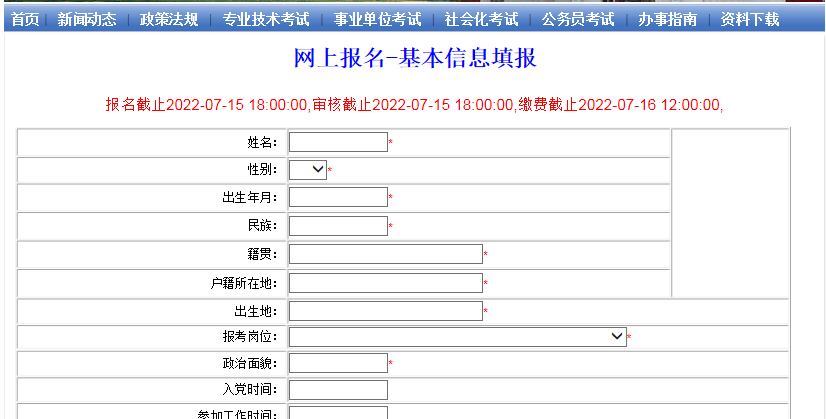 首页 | 新闻动态 | 政策法规 | 专业技术考试 | 事业单位考试 | 社会化考试 | 公务员考试 | 办事指南 | 资料下载
网上报名-基本信息填报
报名截止2022-07-15 18:00:00,审核截止2022-07-15 18:00:00,缴费截止2022-07-16 12:00:00,
姓名： *
性别： *
出生年月： *
民族： *
籍贯： *
户籍所在地： *
出生地： *
报考岗位： *
政治面貌： *
入党时间：
参加工作时间：